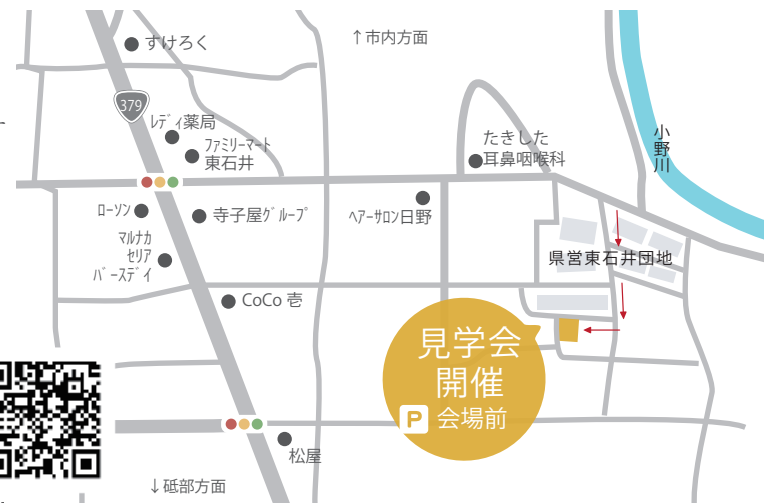 すけろく
↑市内方面
379
レディ薬局
ファミリーマート
東石井
たきした
耳鼻咽喉科
小野川
ローソン
寺子屋グループ
ヘアーサロン日野
マルナカ
セリア
バースデイ
県営東石井団地
CoCo 壱
見学会
開催
P 会場前
松屋
↓砥部方面